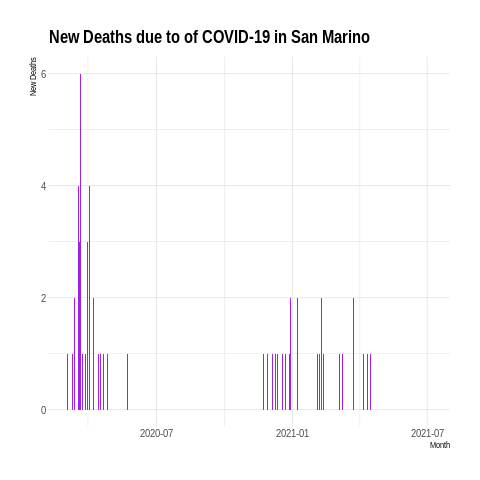 New Deaths due to of COVID-19 in San Marino
New Deaths
6
4
2
0
2020-07
2021-01
2021-07
Month